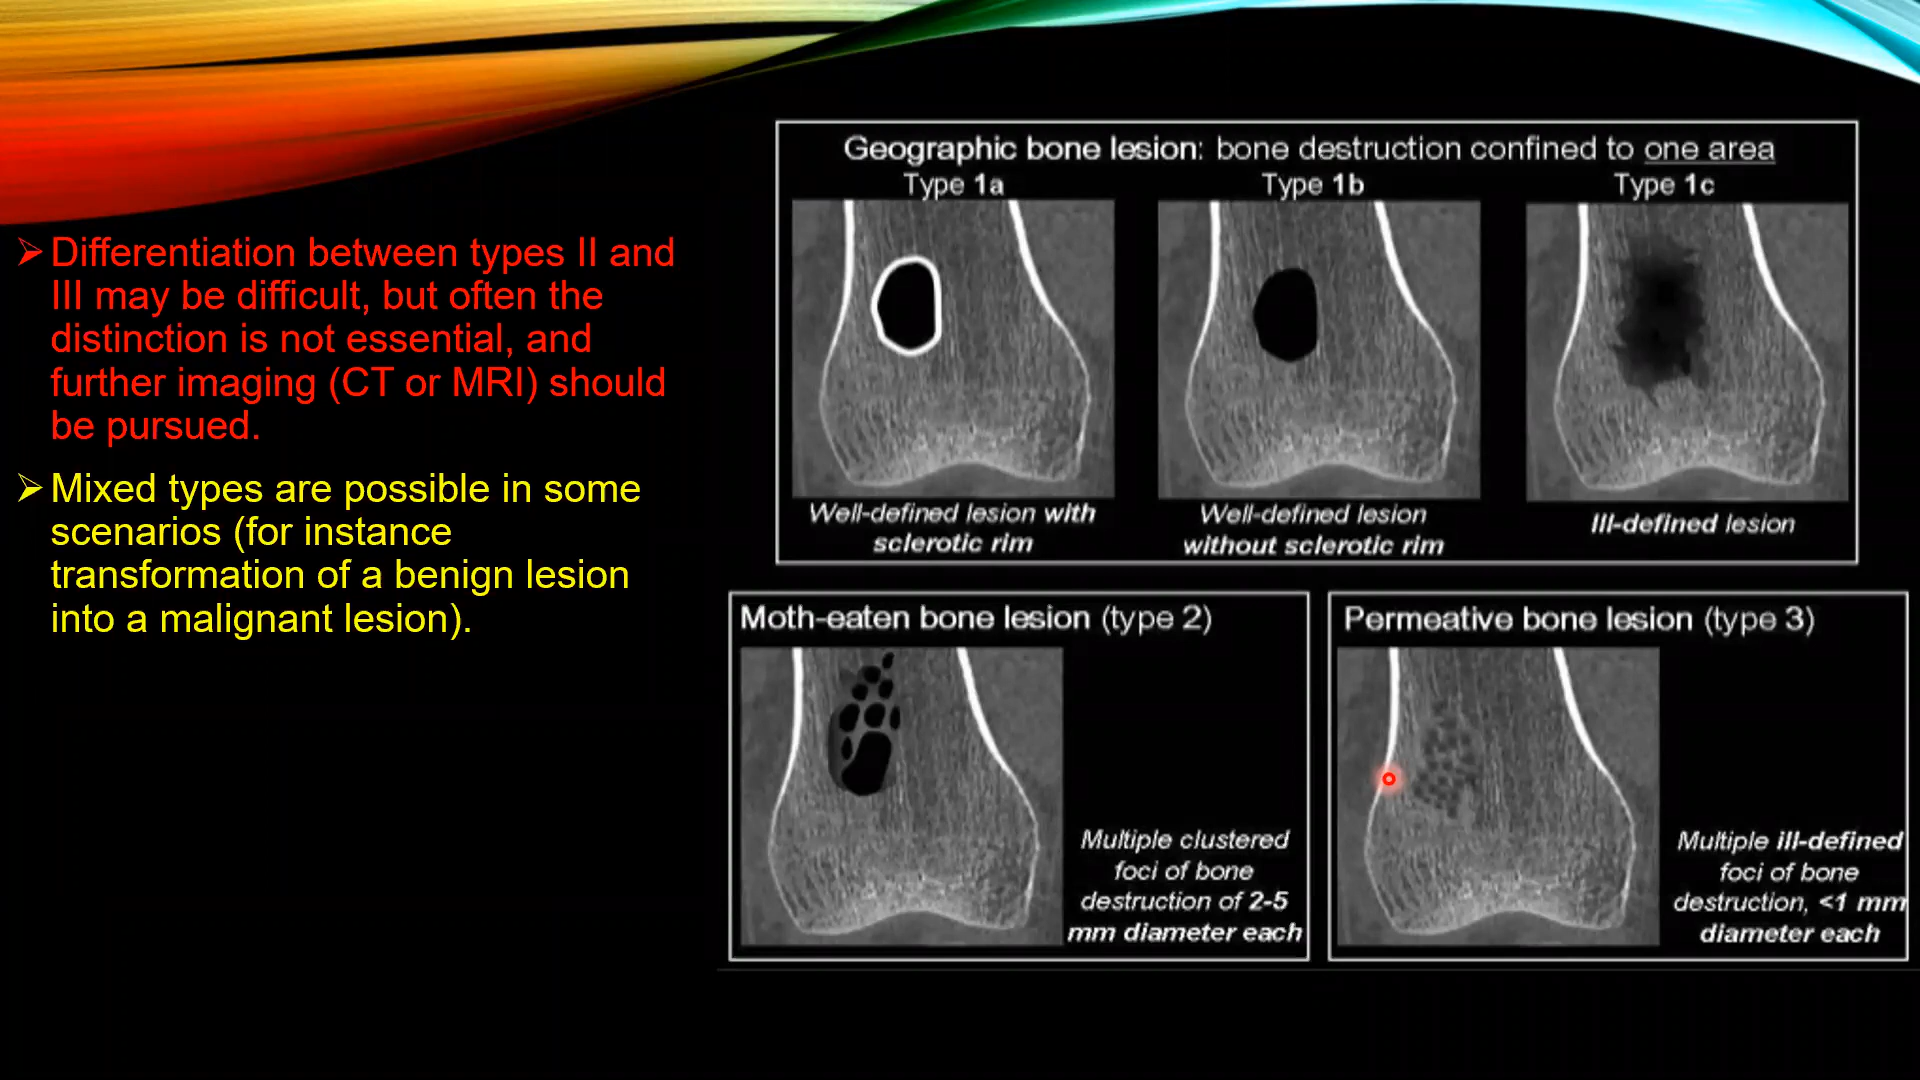 Differentiation between types II and
III may be difficult, but often the
distinction is not essential, and
further imaging (CT or MRI) should
be pursued.
Mixed types are possible in some
scenarios (for instance
transformation of a benign lesion
into a malignant lesion).
Geographic bone lesion: bone destruction confined to one area
Type 1a
Type 1b
Type 1c
Well-defined lesion with
sclerotic rim
Well-defined lesion
without sclerotic rim
Ill-defined lesion
Moth-eaten bone lesion (type 2)
Multiple clustered
foci of bone
destruction of 2-5
mm diameter each
Permeative bone lesion (type 3)
Multiple ill-defined
foci of bone
destruction, <1 mm
diameter each